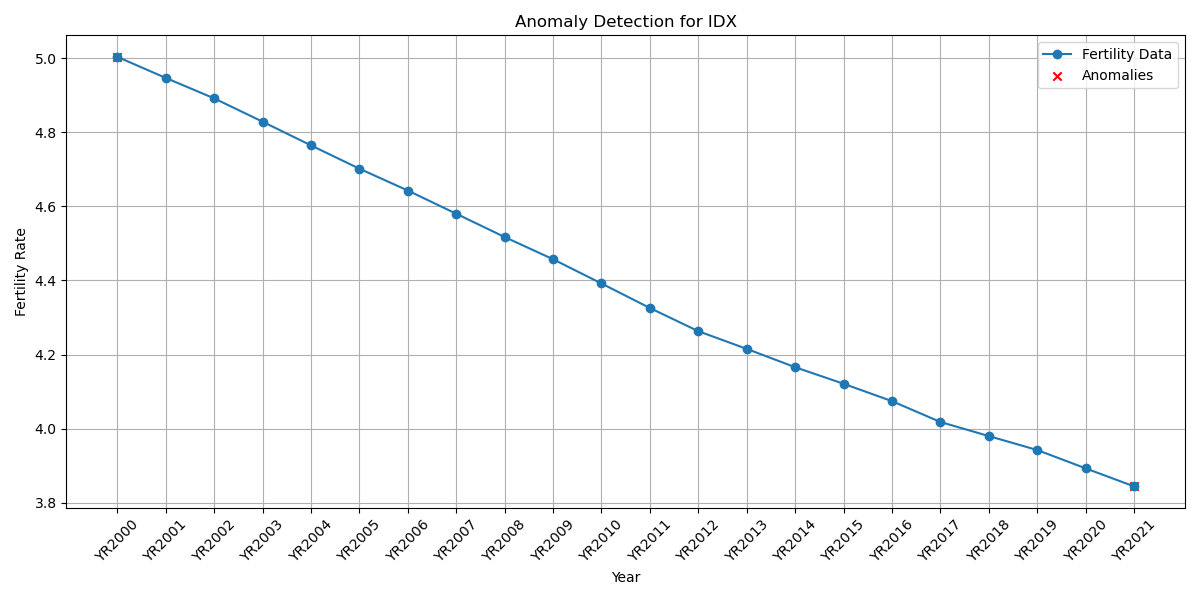 Anomaly Detection for IDX
Fertility Data
Anomalies
Fertility Rate
5.0
4.8
4.6
4.4
4.2
4.0
3.8
YR2000
YR2001
YR2002
YR2003
YR2004
YR2005
YR2006
YR2007
YR2008
YR2009
YR2010
YR2011
YR2012
YR2013
YR2014
YR2015
YR2016
YR2017
YR2018
YR2019
YR2020
YR2021
Year